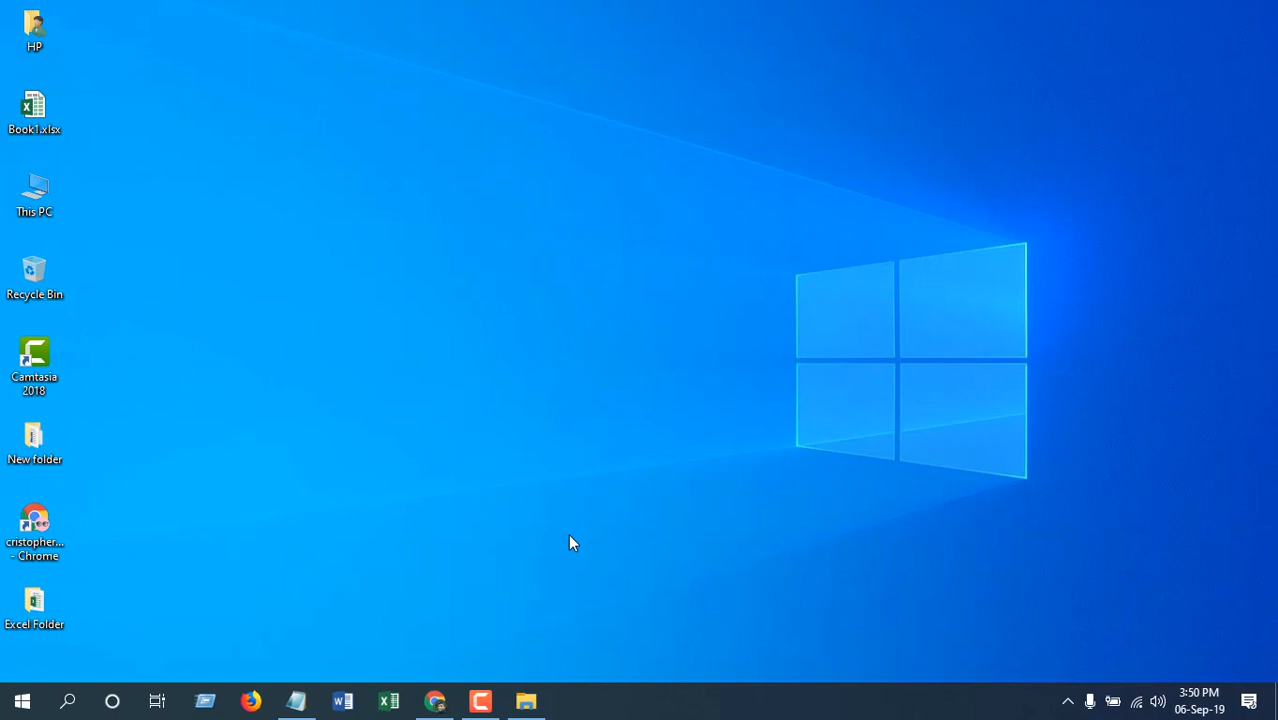 HP
Book1.xlsx
This PC
Recycle Bin
Camtasia
2018
New folder
cristopher...
- Chrome
Excel Folder
3:50 PM
06-Sep-19